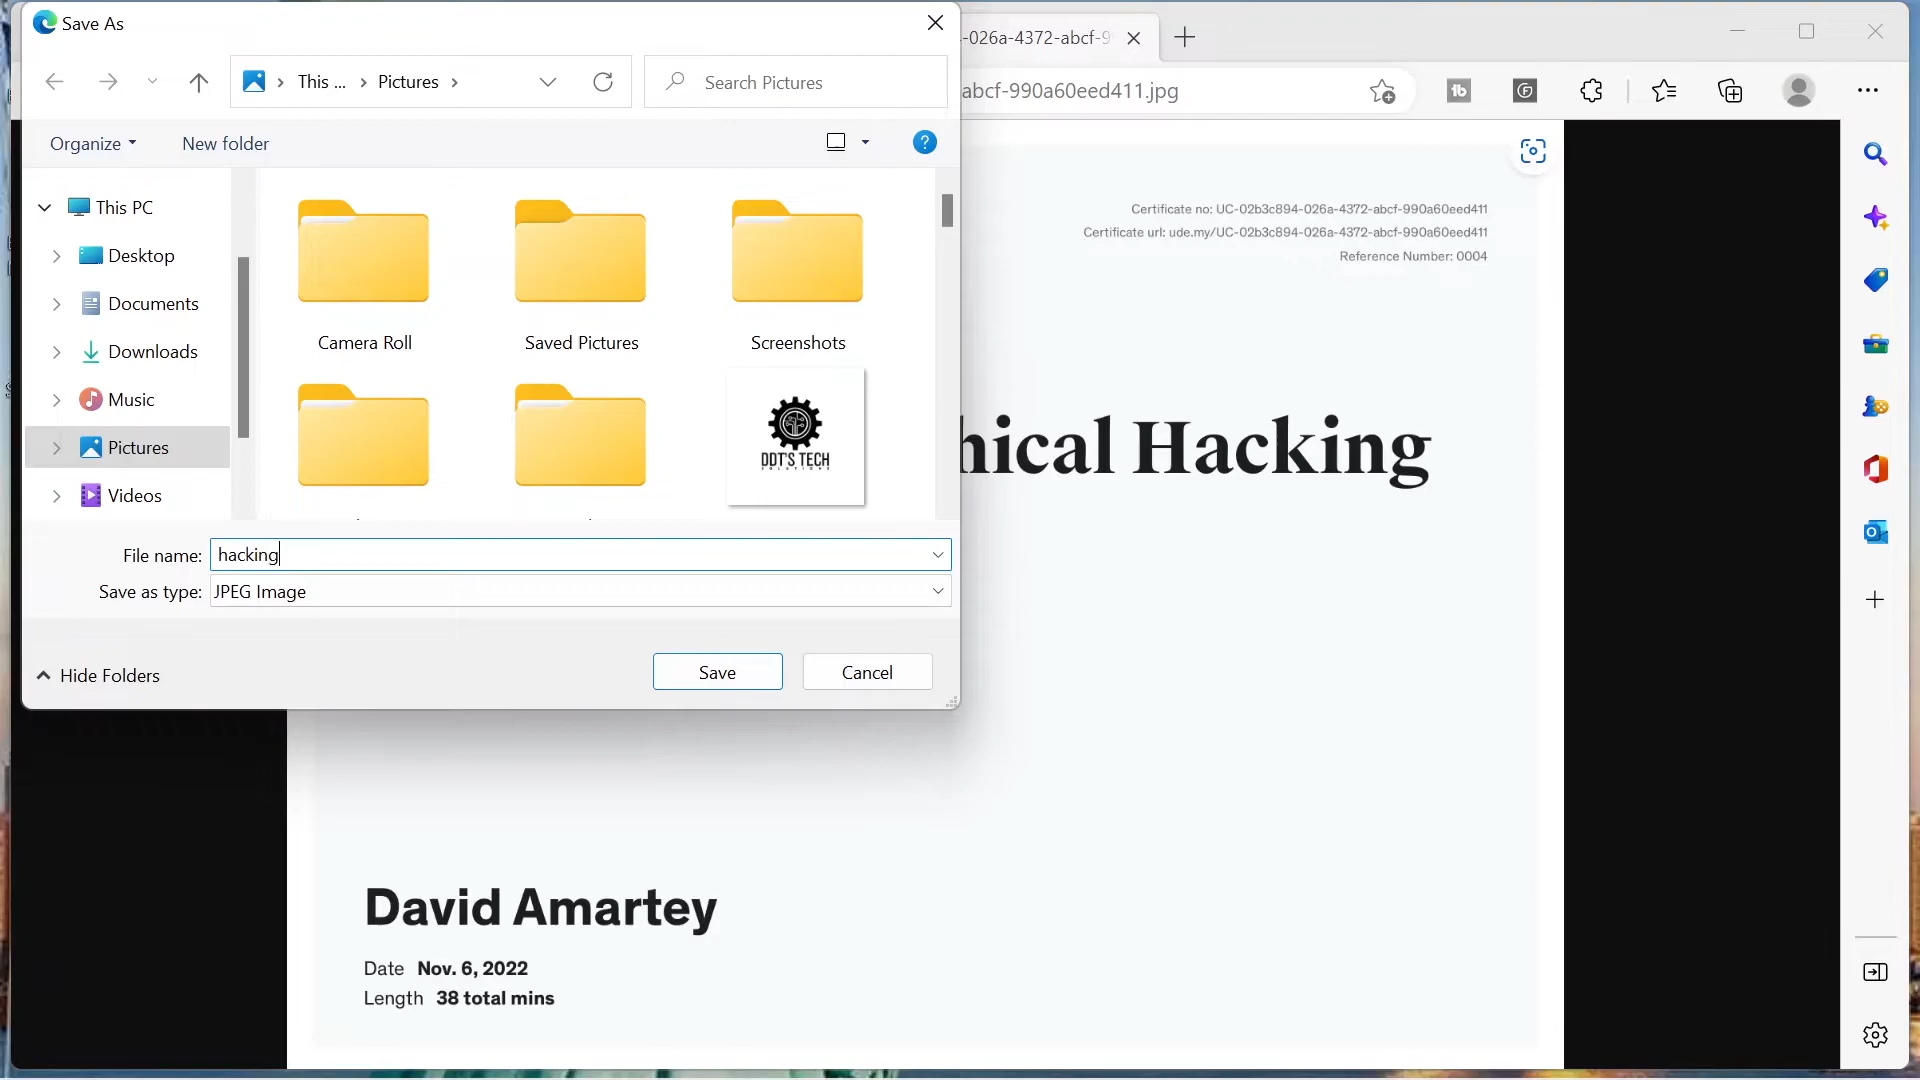 Save As
-026a-4372-abcf-9
This ... Pictures
Search Pictures
abcf-990a60eed411.jpg
Organize
New folder
This PC
Desktop
Documents
Downloads
Music
Pictures
Videos
Camera Roll
Saved Pictures
Screenshots
DDT'S TECH
SOLUTIONS
File name: hacking
Save as type: JPEG Image
Hide Folders
Save
Cancel
Certificate no: UC-02b3c894-026a-4372-abcf-990a60eed411
Certificate url: ude.my/UC-02b3c894-026a-4372-abcf-990a60eed411
Reference Number: 0004
hical Hacking
David Amartey
Date Nov. 6, 2022
Length 38 total mins